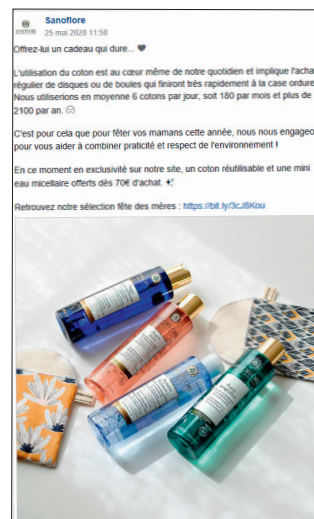 Sanoflore
25 mai 2020 11:58
Offrez-lui un cadeau qui dure... 🖤
L'utilisation du coton est au cœur même de notre quotidien et implique l'acha
régulier de disques ou de boules qui finiront très rapidement à la case ordure
Nous utiliserions en moyenne 6 cotons par jour, soit 180 par mois et plus de
2100 par an. ☹
C'est pour cela que pour fêter vos mamans cette année, nous nous engageo
pour vous aider à combiner praticité et respect de l'environnement !
En ce moment en exclusivité sur notre site, un coton réutilisable et une mini
eau micellaire offerts dès 70€ d'achat. ✨
Retrouvez notre sélection fête des mères : https://bit.ly/3cJ8Kou